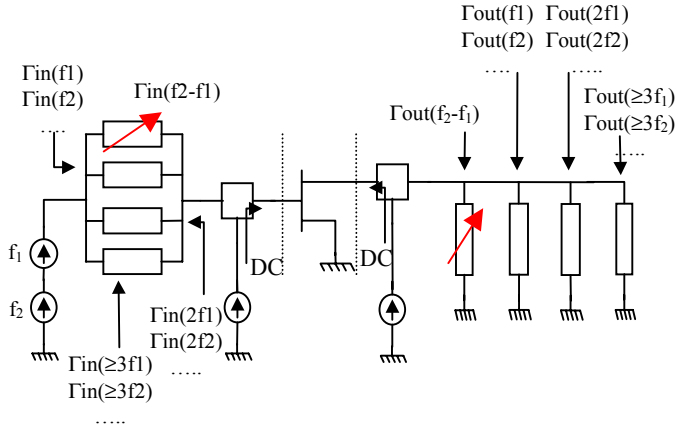 Γin(f1)
Γin(f2)
....
Γin(f2-f1)
f₁
f₂
Γin(≥3f1)
Γin(≥3f2)
.....
Γin(2f1)
Γin(2f2)
.....
DC
DC
Γout(f₂-f₁)
Γout(f1)
Γout(f2)
....
Γout(2f1)
Γout(2f2)
.....
Γout(≥3f₁)
Γout(≥3f₂)
.....